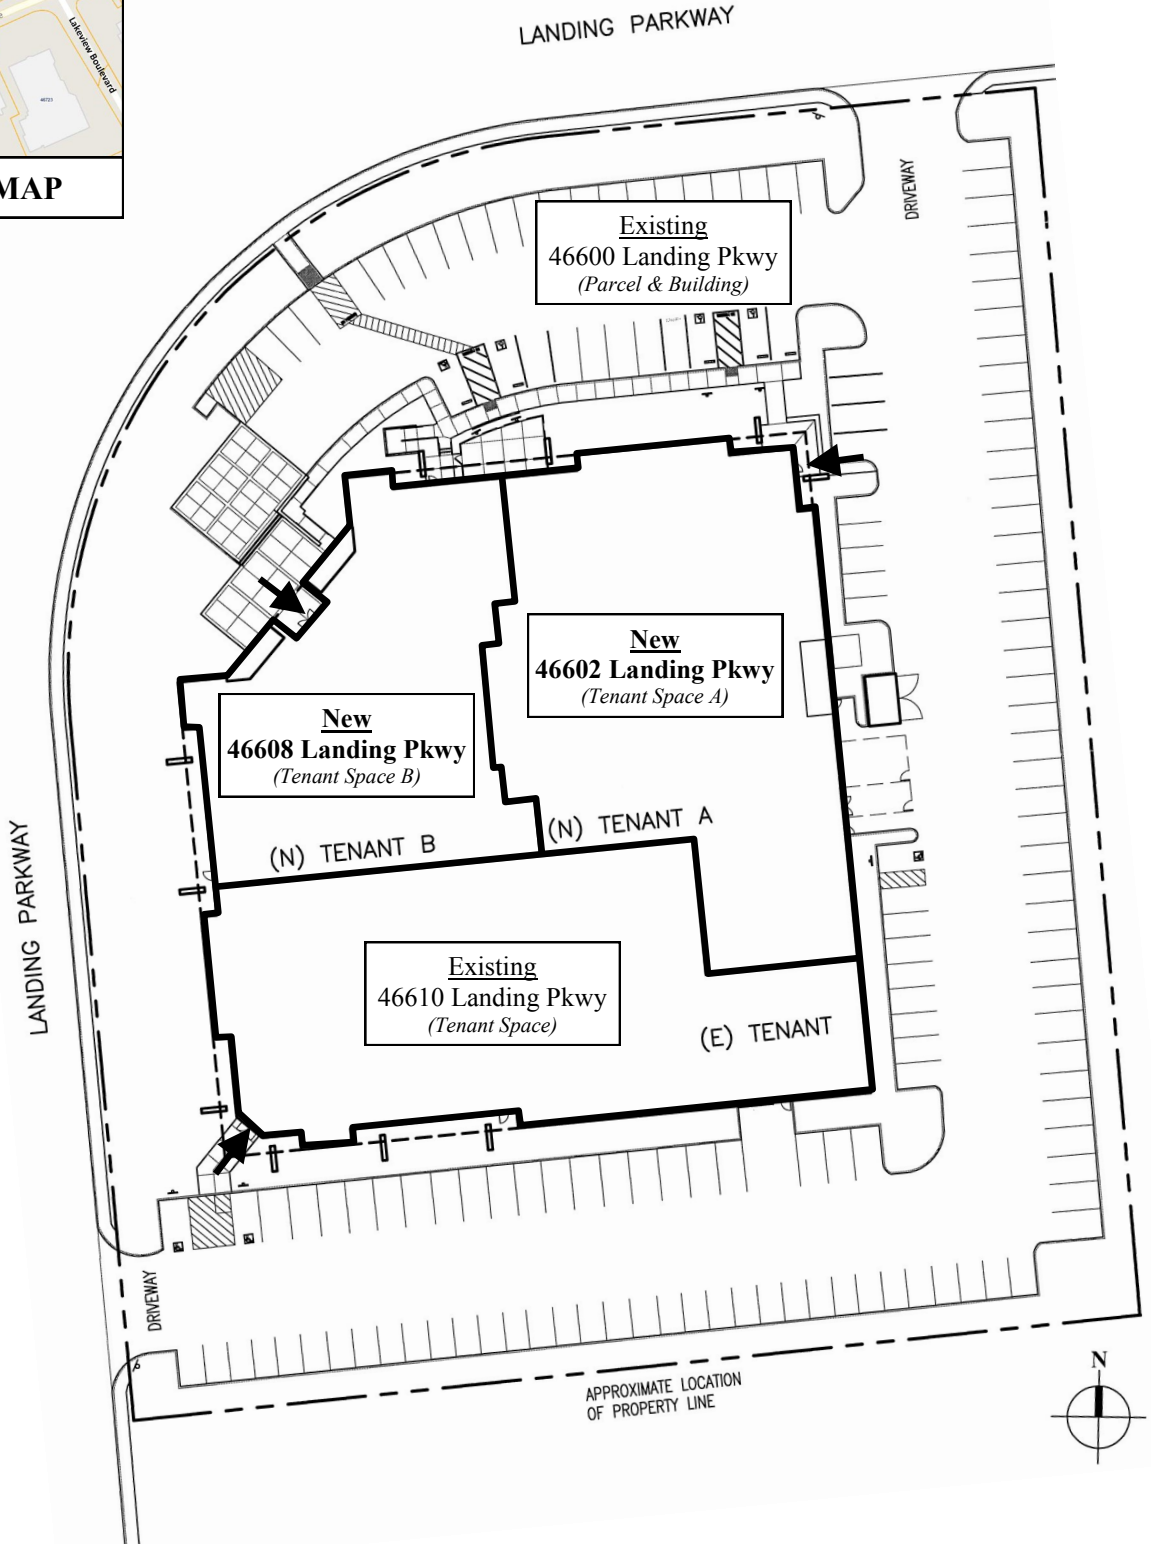 LANDING PARKWAY
Lakeview Boulevard
46721
MAP
DRIVEWAY
Existing
46600 Landing Pkwy
(Parcel & Building)
New
46602 Landing Pkwy
(Tenant Space A)
New
46608 Landing Pkwy
(Tenant Space B)
(N) TENANT A
(N) TENANT B
LANDING PARKWAY
Existing
46610 Landing Pkwy
(Tenant Space)
(E) TENANT
DRIVEWAY
APPROXIMATE LOCATION
OF PROPERTY LINE
N